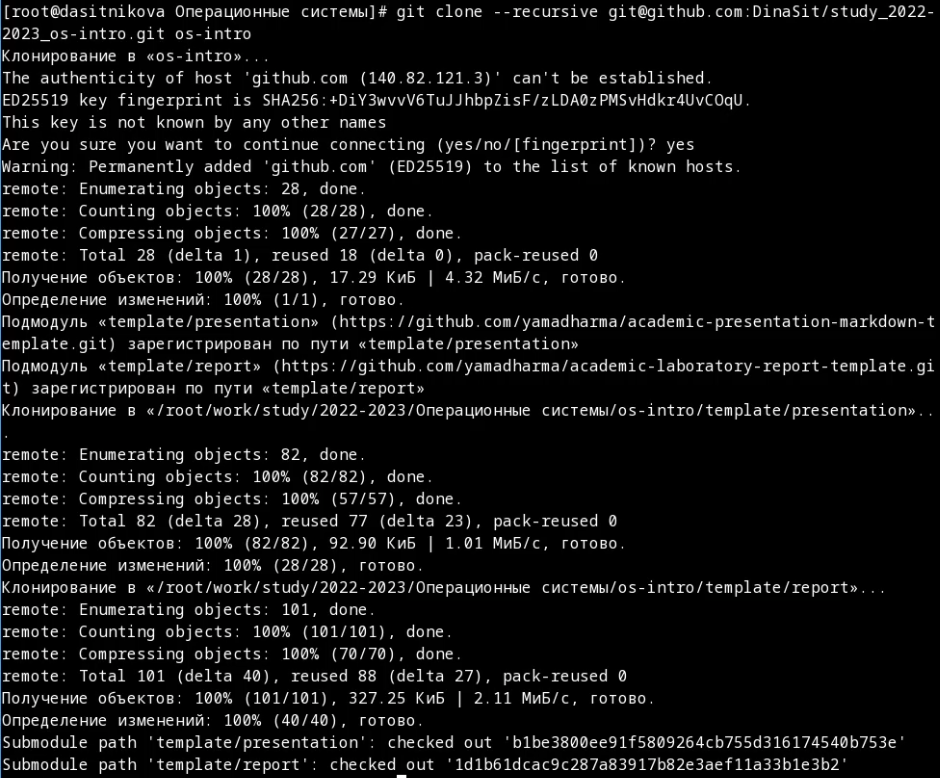 [root@dasitnikova Операционные системы]# git clone --recursive git@github.com:DinaSit/study_2022-
2023_os-intro.git os-intro
Клонирование в «os-intro»...
The authenticity of host 'github.com (140.82.121.3)' can't be established.
ED25519 key fingerprint is SHA256:+DiY3wvvV6TuJJhbpZisF/zLDA0zPMSvHdkr4UvCOqU.
This key is not known by any other names
Are you sure you want to continue connecting (yes/no/[fingerprint])? yes
Warning: Permanently added 'github.com' (ED25519) to the list of known hosts.
remote: Enumerating objects: 28, done.
remote: Counting objects: 100% (28/28), done.
remote: Compressing objects: 100% (27/27), done.
remote: Total 28 (delta 1), reused 18 (delta 0), pack-reused 0
Получение объектов: 100% (28/28), 17.29 КиБ | 4.32 МиБ/с, готово.
Определение изменений: 100% (1/1), готово.
Подмодуль «template/presentation» (https://github.com/yamadharma/academic-presentation-markdown-t
emplate.git) зарегистрирован по пути «template/presentation»
Подмодуль «template/report» (https://github.com/yamadharma/academic-laboratory-report-template.gi
t) зарегистрирован по пути «template/report»
Клонирование в «/root/work/study/2022-2023/Операционные системы/os-intro/template/presentation»..
.
remote: Enumerating objects: 82, done.
remote: Counting objects: 100% (82/82), done.
remote: Compressing objects: 100% (57/57), done.
remote: Total 82 (delta 28), reused 77 (delta 23), pack-reused 0
Получение объектов: 100% (82/82), 92.90 КиБ | 1.01 МиБ/с, готово.
Определение изменений: 100% (28/28), готово.
Клонирование в «/root/work/study/2022-2023/Операционные системы/os-intro/template/report»...
remote: Enumerating objects: 101, done.
remote: Counting objects: 100% (101/101), done.
remote: Compressing objects: 100% (70/70), done.
remote: Total 101 (delta 40), reused 88 (delta 27), pack-reused 0
Получение объектов: 100% (101/101), 327.25 КиБ | 2.11 МиБ/с, готово.
Определение изменений: 100% (40/40), готово.
Submodule path 'template/presentation': checked out 'b1be3800ee91f5809264cb755d316174540b753e'
Submodule path 'template/report': checked out '1d1b61dcac9c287a83917b82e3aef11a33b1e3b2'